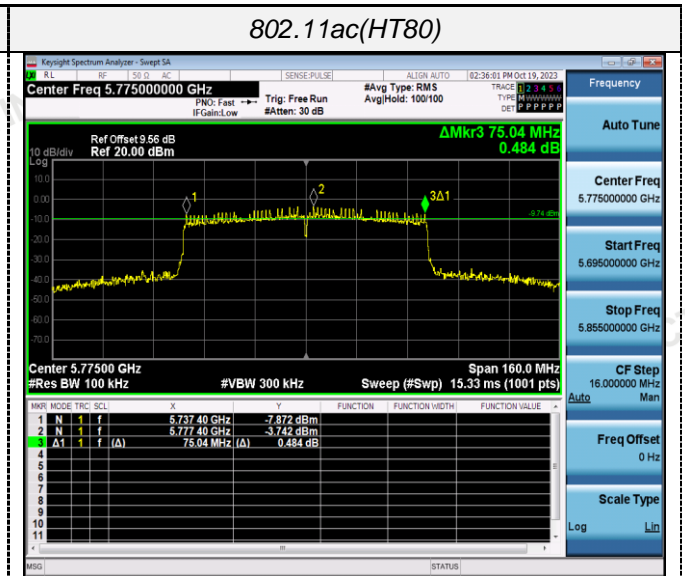 802.11ac(HT80)
Keysight Spectrum Analyzer - Swept SA
RL RF 50 Ω AC SENSE:PULSE ALIGN AUTO 02:36:01 PM Oct 19, 2023
Center Freq 5.775000000 GHz
PNO: Fast
IFGain:Low
Trig: Free Run
#Atten: 30 dB
#Avg Type: RMS
Avg|Hold: 100/100
TRACE 1 2 3 4 5 6
TYPE M W W W W W
DET P P P P P P
Frequency
Auto Tune
Center Freq
5.775000000 GHz
Start Freq
5.695000000 GHz
Stop Freq
5.855000000 GHz
CF Step
16.000000 MHz
Auto Man
Freq Offset
0 Hz
Scale Type
Log Lin
Ref Offset 9.56 dB
10 dB/div Ref 20.00 dBm
ΔMkr3 75.04 MHz
0.484 dB
Log
10.0
0.00
-10.0
-20.0
-30.0
-40.0
-50.0
-60.0
-70.0
1
2
3Δ1
-9.74 dBm
Center 5.77500 GHz Span 160.0 MHz
#Res BW 100 kHz #VBW 300 kHz Sweep (#Swp) 15.33 ms (1001 pts)
MKR MODE TRC SCL X Y FUNCTION FUNCTION WIDTH FUNCTION VALUE
1 N 1 f 5.737 40 GHz -7.872 dBm
2 N 1 f 5.777 40 GHz -3.742 dBm
3 Δ1 1 f (Δ) 75.04 MHz (Δ) 0.484 dB
4
5
6
7
8
9
10
11
MSG STATUS